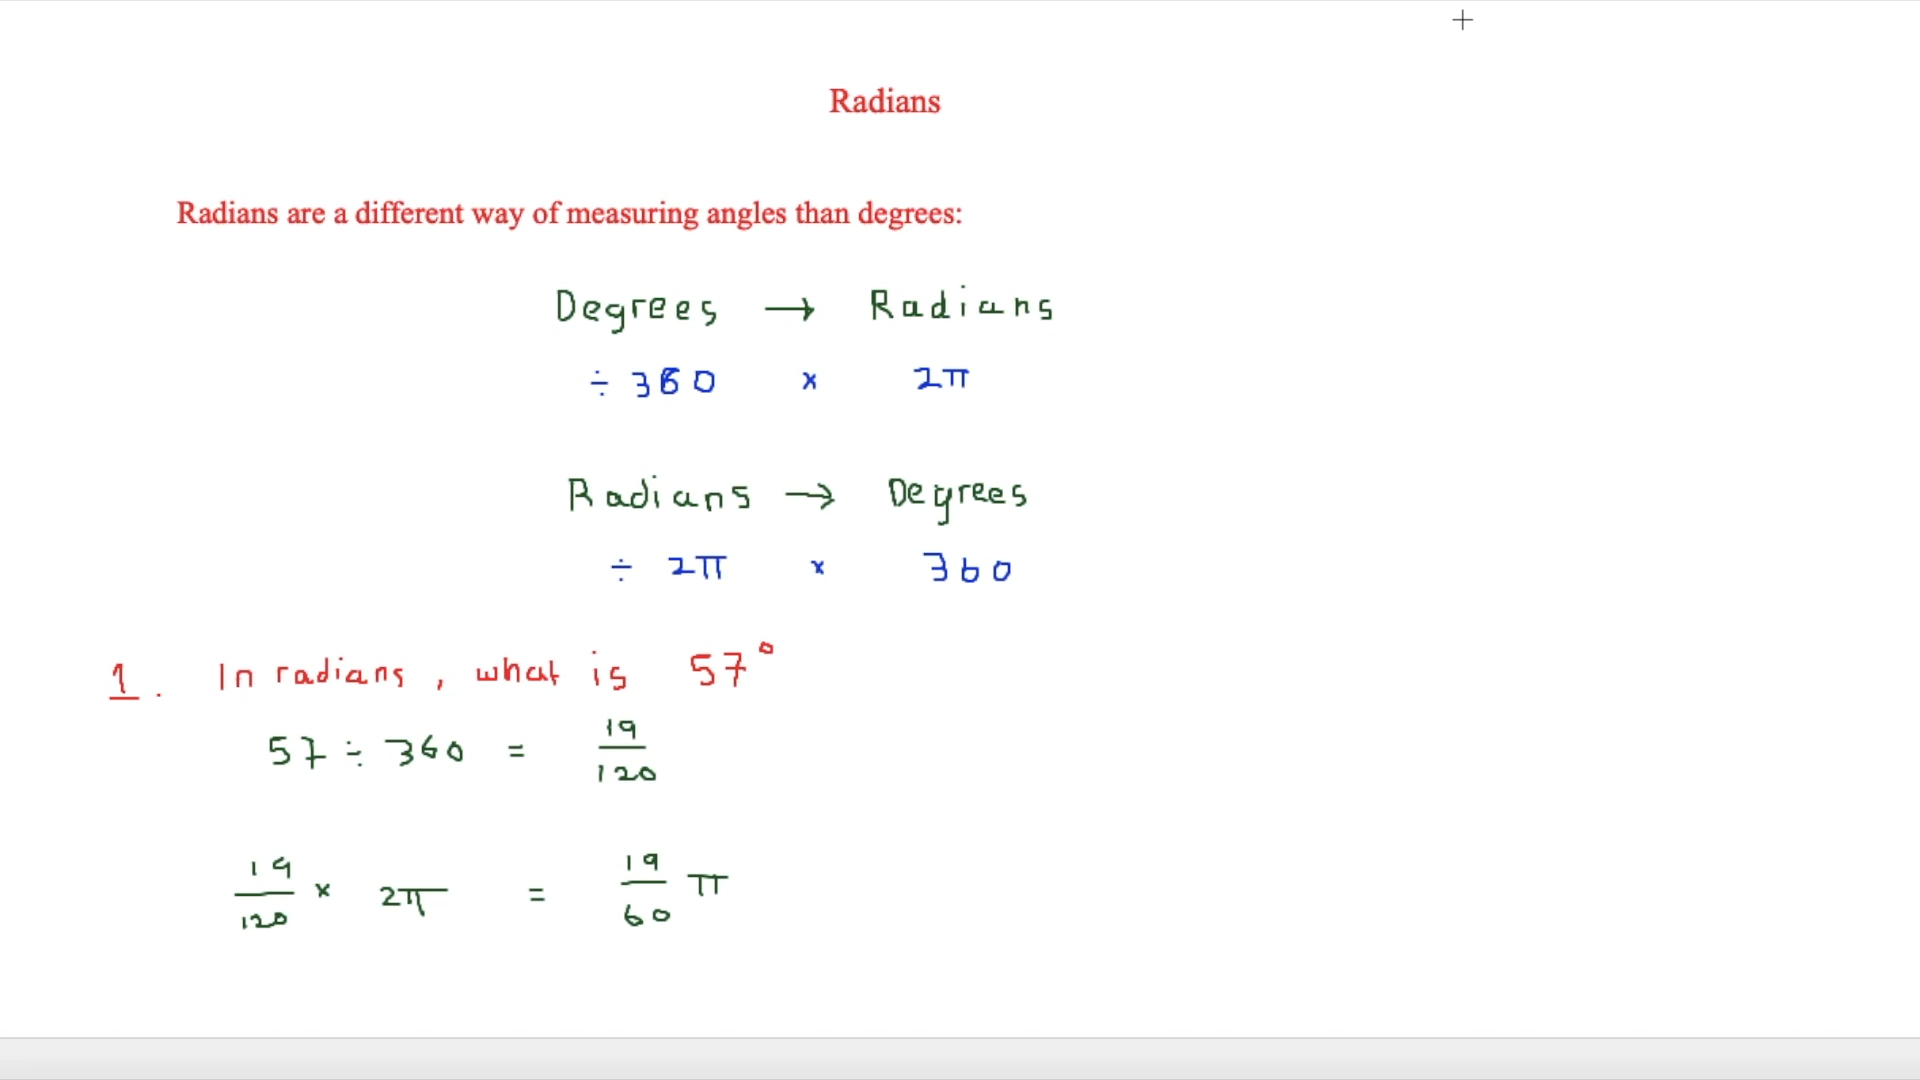 Radians
Radians are a different way of measuring angles than degrees:
Degrees → Radians
÷ 360 × 2π
Radians → Degrees
÷ 2π × 360
1. In radians, what is 57°
57 ÷ 360 = 19/120
19/120 × 2π = 19/60 π